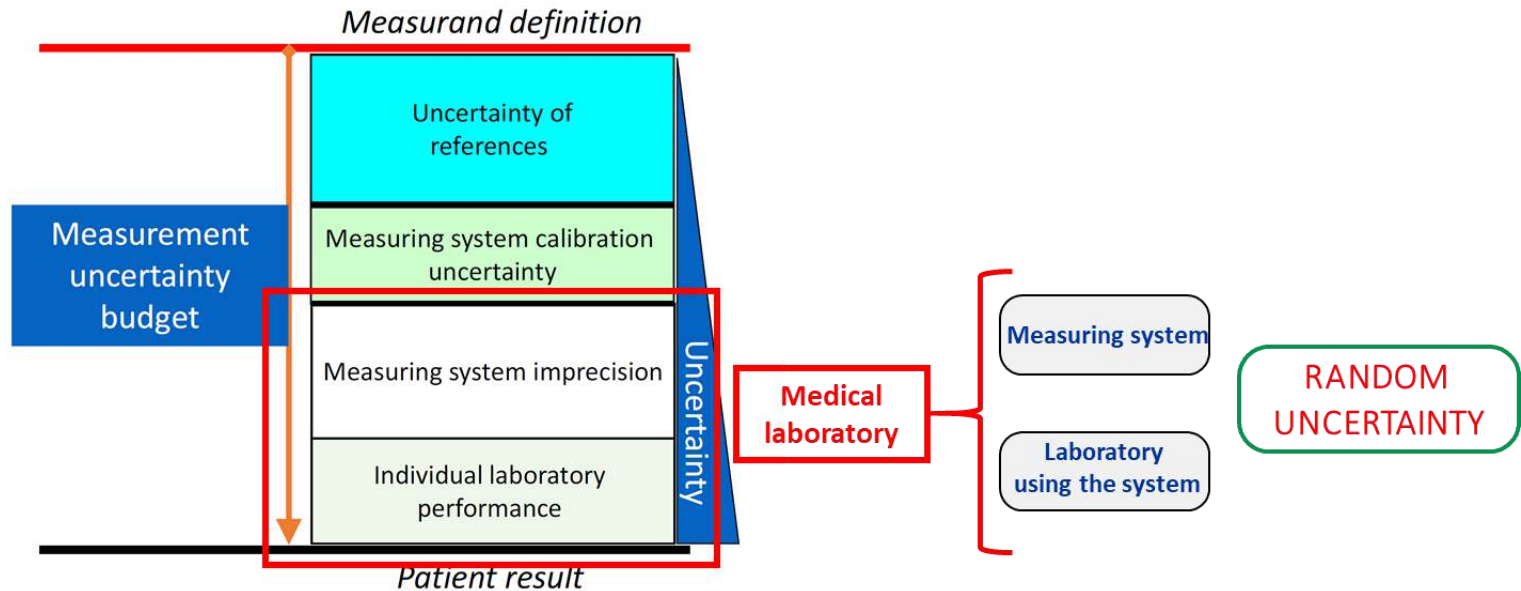 Measurand definition
Uncertainty of
references
Measurement
uncertainty
budget
Measuring system calibration
uncertainty
Measuring system imprecision
Individual laboratory
performance
Uncertainty
Patient result
Medical
laboratory
Measuring system
Laboratory
using the system
RANDOM
UNCERTAINTY